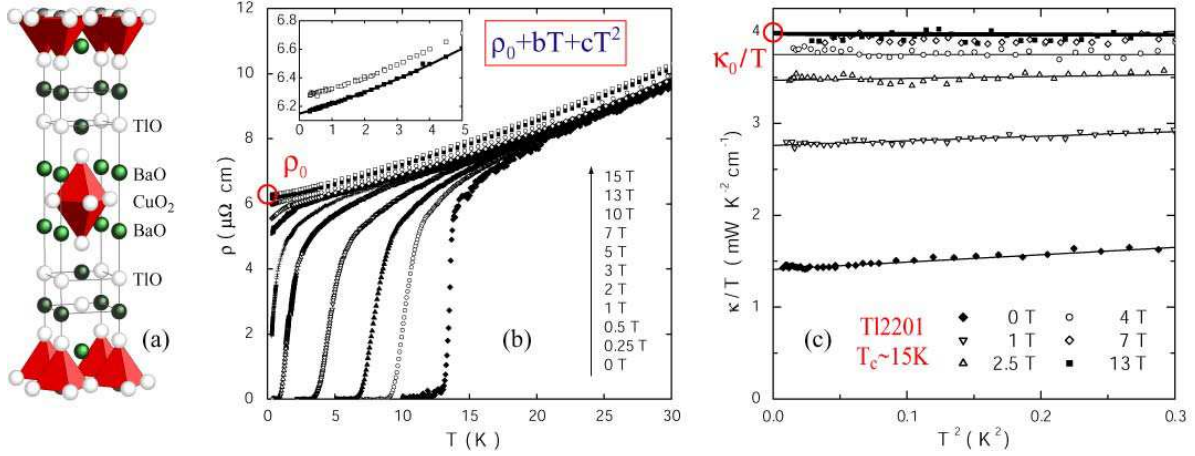 TlO
BaO
CuO2
BaO
TlO
(a)
ρ0+bT+cT2
6.8
6.6
6.4
6.2
0 1 2 3 4 5
ρ0
12
10
8
6
4
2
0
ρ ( μΩ cm)
0 5 10 15 20 25 30
T (K)
(b)
15 T
13 T
10 T
7 T
5 T
3 T
2 T
1 T
0.5 T
0.25 T
0 T
κ0/T
4
3
2
1
0
κ/T ( mW K-2 cm-1)
0.0 0.1 0.2 0.3
T2 (K2)
(c)
Tl2201
Tc~15K
0 T
1 T
2.5 T
4 T
7 T
13 T